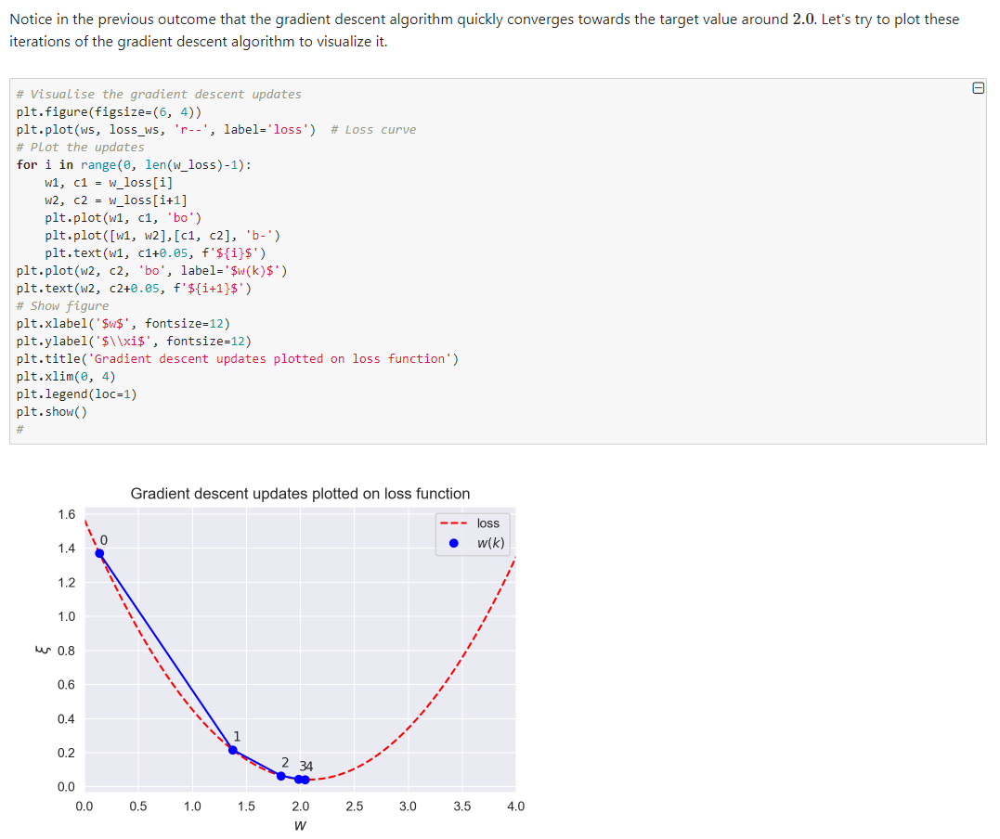 Notice in the previous outcome that the gradient descent algorithm quickly converges towards the target value around 2.0. Let's try to plot these
iterations of the gradient descent algorithm to visualize it.
# Visualise the gradient descent updates
plt.figure(figsize=(6, 4))
plt.plot(ws, loss_ws, 'r--', label='loss')  # Loss curve
# Plot the updates
for i in range(0, len(w_loss)-1):
    w1, c1 = w_loss[i]
    w2, c2 = w_loss[i+1]
    plt.plot(w1, c1, 'bo')
    plt.plot([w1, w2],[c1, c2], 'b-')
    plt.text(w1, c1+0.05, f'${i}$')
plt.plot(w2, c2, 'bo', label='$w(k)$')
plt.text(w2, c2+0.05, f'${i+1}$')
# Show figure
plt.xlabel('$w$', fontsize=12)
plt.ylabel('$\\xi$', fontsize=12)
plt.title('Gradient descent updates plotted on loss function')
plt.xlim(0, 4)
plt.legend(loc=1)
plt.show()
#
Gradient descent updates plotted on loss function
1.6
1.4
1.2
1.0
0.8
0.6
0.4
0.2
0.0
ξ
0
1
2
3
4
loss
w(k)
0.0 0.5 1.0 1.5 2.0 2.5 3.0 3.5 4.0
w